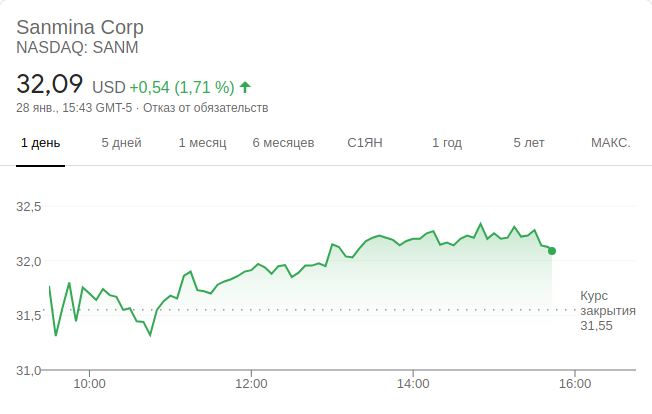 Sanmina Corp
NASDAQ: SANM
32,09 USD +0,54 (1,71 %)
28 янв., 15:43 GMT-5 · Отказ от обязательств
1 день 5 дней 1 месяц 6 месяцев С1ЯН 1 год 5 лет МАКС.
32,5
32,0
31,5
31,0
Курс
закрытия
31,55
10:00 12:00 14:00 16:00